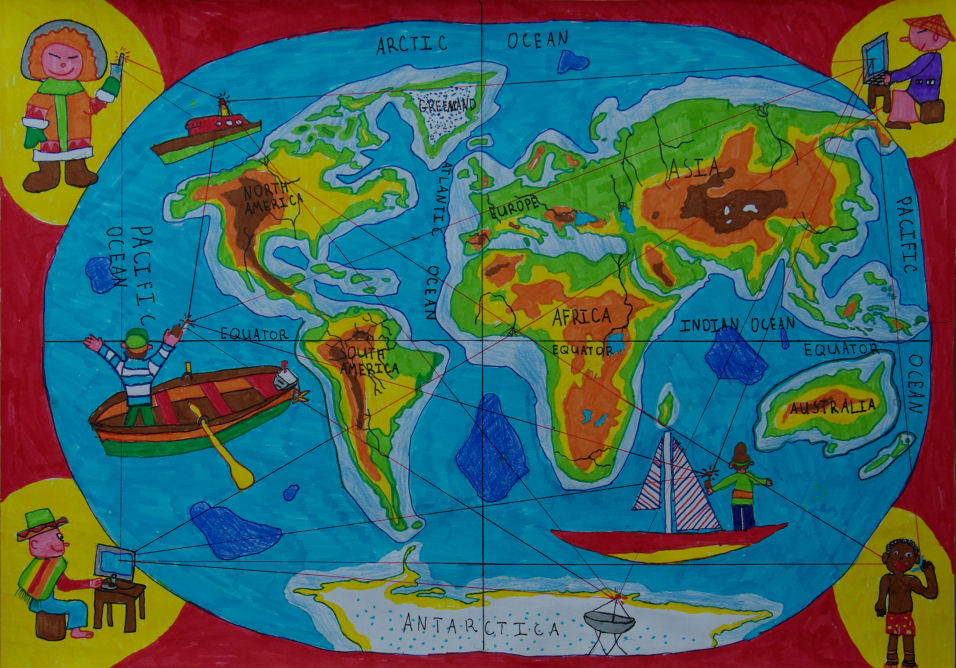 ARCTIC OCEAN
GREENLAND
NORTH
AMERICA
ATLANTIC
OCEAN
EUROPE
ASIA
PACIFIC
OCEAN
PACIFIC
OCEAN
AFRICA
INDIAN OCEAN
EQUATOR
EQUATOR
EQUATOR
SOUTH
AMERICA
AUSTRALIA
ANTARCTICA